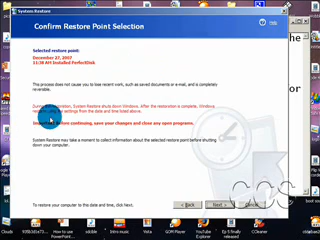 System Restore
Confirm Restore Point Selection
Help
Selected restore point:
December 27, 2007
11:38 AM Installed PerfectDisk
This process does not cause you to lose recent work, such as saved documents or e-mail, and is completely
reversible.
During the restoration, System Restore shuts down Windows. After the restoration is complete, Windows
restarts using the settings from the date and time listed above.
before continuing, save your changes and close any open programs.
System Restore may take a moment to collect information about the selected restore point before
shutting down your computer.
To restore your computer to this date and time, click Next.
< Back
Next >
Cancel
he
or
Clouds
How to use
PowerPoint...
sdoible
Intro music
Vista
GOM Player
YouTube
Explorer
Ep 5 finally
CCleaner